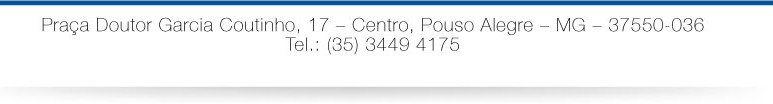 Praça Doutor Garcia Coutinho, 17 – Centro, Pouso Alegre – MG – 37550-036
Tel.: (35) 3449 4175